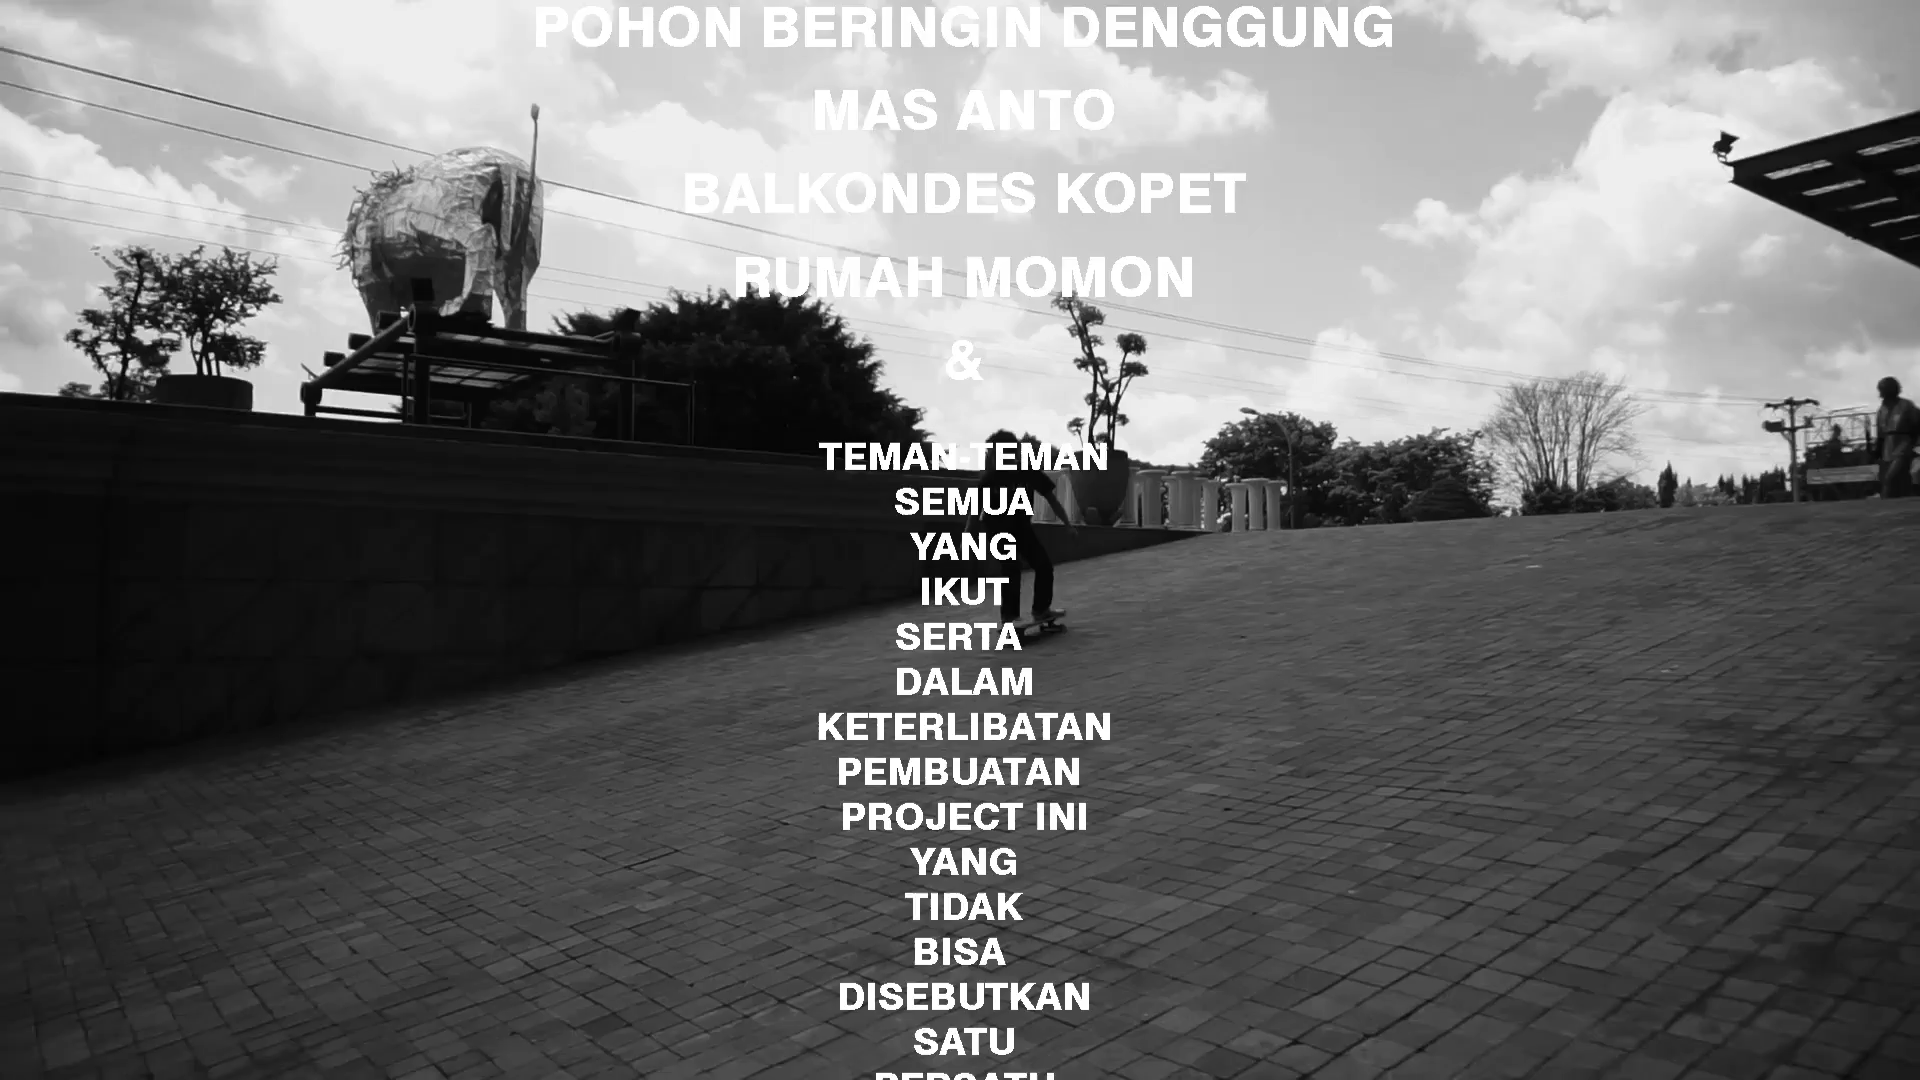 POHON BERINGIN DENGGUNG
MAS ANTO
BALKONDES KOPET
RUMAH MOMON
&
TEMAN-TEMAN
SEMUA
YANG
IKUT
SERTA
DALAM
KETERLIBATAN
PEMBUATAN
PROJECT INI
YANG
TIDAK
BISA
DISEBUTKAN
SATU